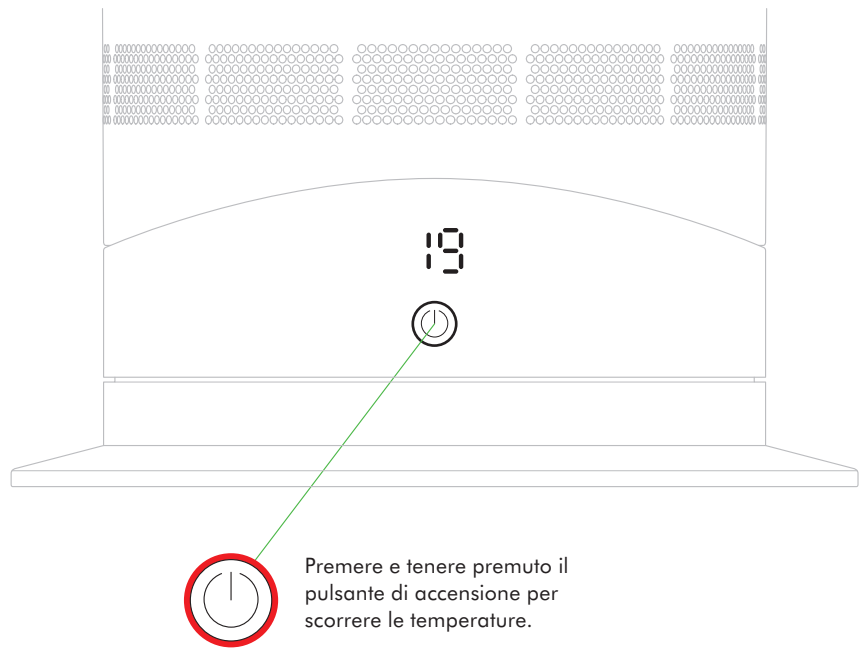 19
Premere e tenere premuto il
pulsante di accensione per
scorrere le temperature.